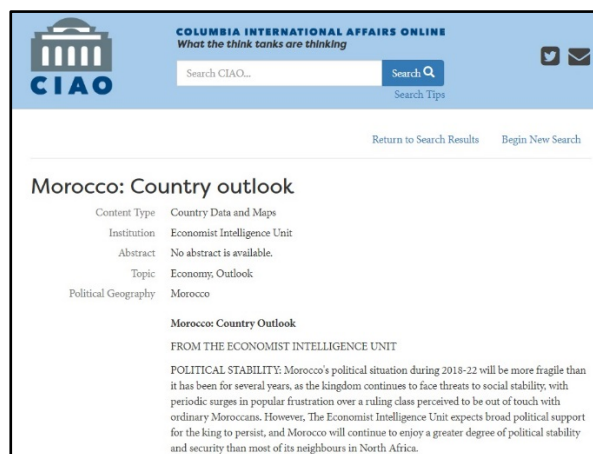 COLUMBIA INTERNATIONAL AFFAIRS ONLINE
What the think tanks are thinking
CIAO
Search CIAO...
Search
Search Tips
Return to Search Results Begin New Search
Morocco: Country outlook
Content Type Country Data and Maps
Institution Economist Intelligence Unit
Abstract No abstract is available.
Topic Economy, Outlook
Political Geography Morocco
Morocco: Country Outlook
FROM THE ECONOMIST INTELLIGENCE UNIT
POLITICAL STABILITY: Morocco's political situation during 2018-22 will be more fragile than
it has been for several years, as the kingdom continues to face threats to social stability, with
periodic surges in popular frustration over a ruling class perceived to be out of touch with
ordinary Moroccans. However, The Economist Intelligence Unit expects broad political support
for the king to persist, and Morocco will continue to enjoy a greater degree of political stability
and security than most of its neighbours in North Africa.